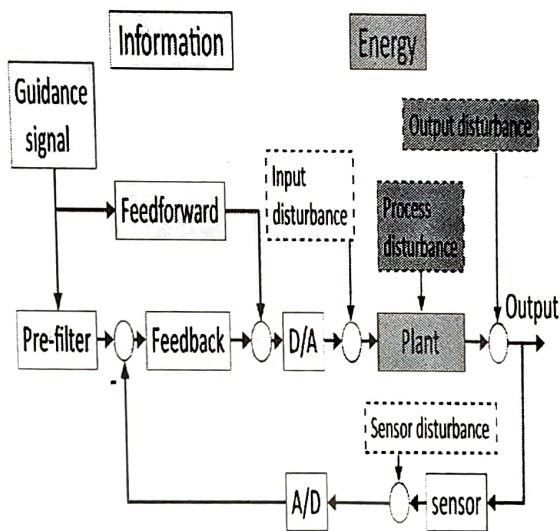 Information
Energy
Guidance
signal
Output disturbance
Input
disturbance
Feedforward
Process
disturbance
Output
Pre-filter
Feedback
D/A
Plant
-
Sensor disturbance
A/D
sensor